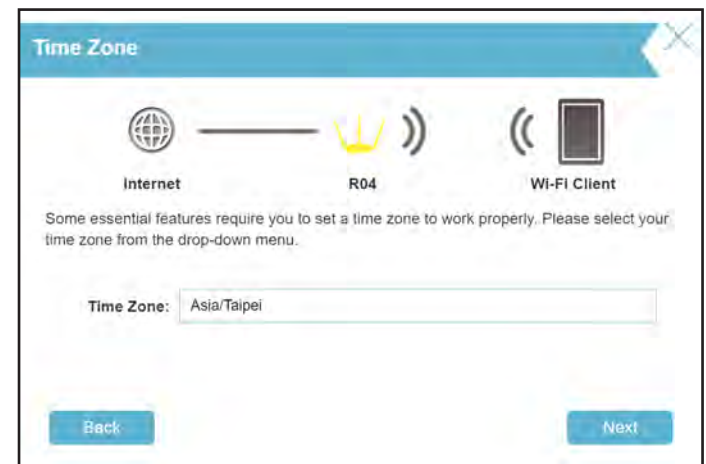 Time Zone
Internet
R04
Wi-Fi Client
Some essential features require you to set a time zone to work properly. Please select your
time zone from the drop-down menu.
Time Zone: Asia/Taipei
Back
Next